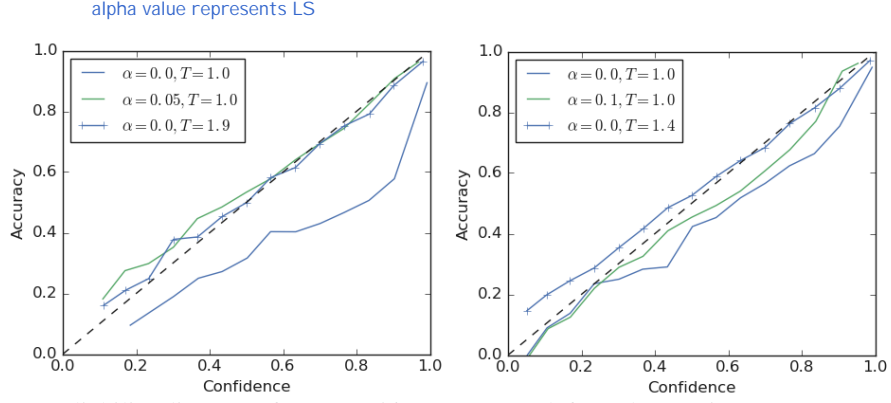 alpha value represents LS
α=0.0, T=1.0
α=0.05, T=1.0
α=0.0, T=1.9
1.0
0.8
0.6
0.4
0.2
0.0
Accuracy
0.0 0.2 0.4 0.6 0.8 1.0
Confidence
α=0.0, T=1.0
α=0.1, T=1.0
α=0.0, T=1.4
1.0
0.8
0.6
0.4
0.2
0.0
Accuracy
0.0 0.2 0.4 0.6 0.8 1.0
Confidence